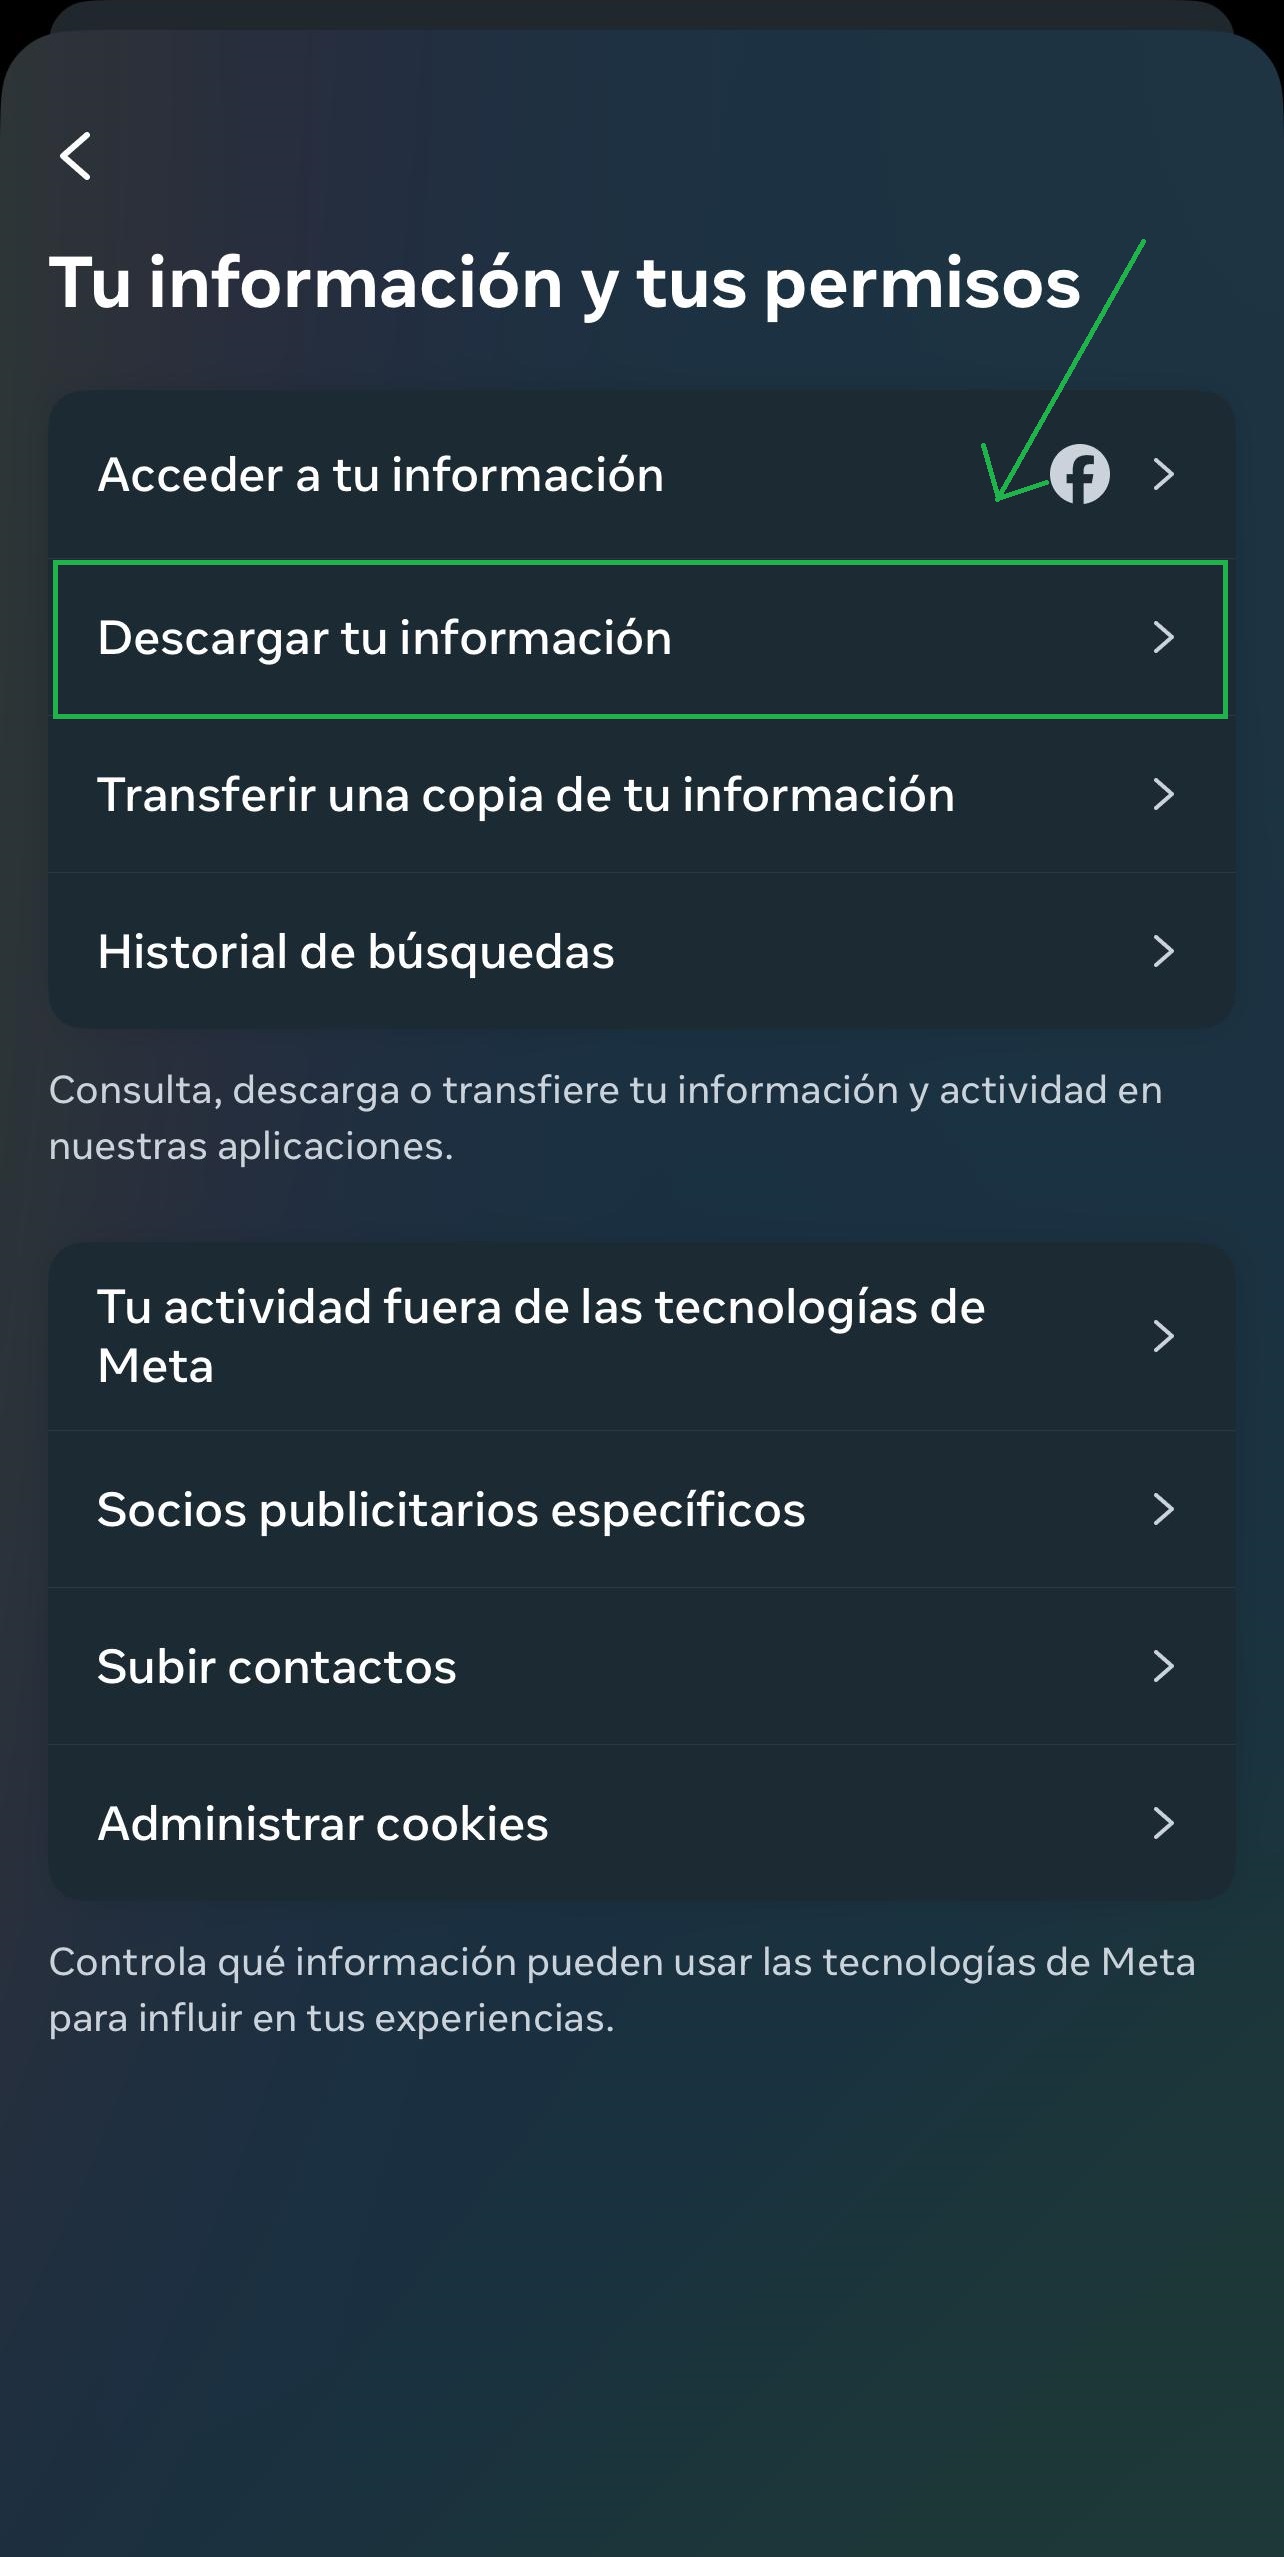 Tu información y tus permisos
Acceder a tu información
Descargar tu información
Transferir una copia de tu información
Historial de búsquedas
Consulta, descarga o transfiere tu información y actividad en
nuestras aplicaciones.
Tu actividad fuera de las tecnologías de
Meta
Socios publicitarios específicos
Subir contactos
Administrar cookies
Controla qué información pueden usar las tecnologías de Meta
para influir en tus experiencias.